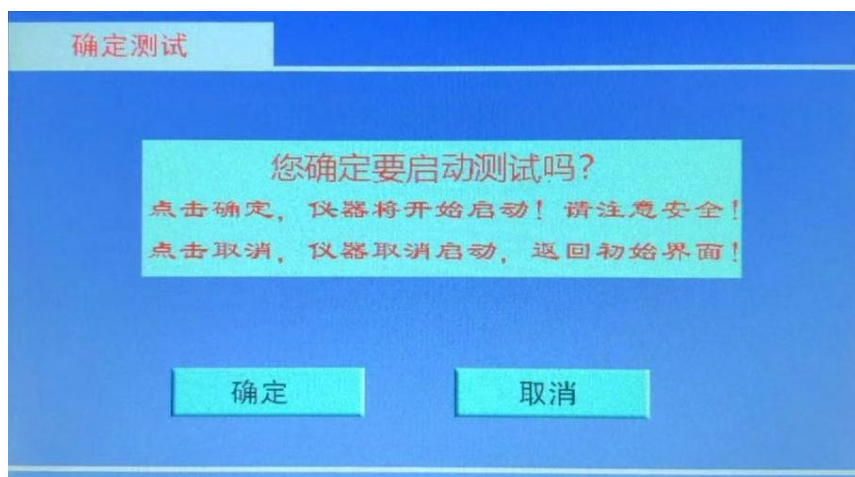 确定测试
您确定要启动测试吗？
点击确定，仪器将开始启动！请注意安全！
点击取消，仪器取消启动，返回初始界面！
确定
取消